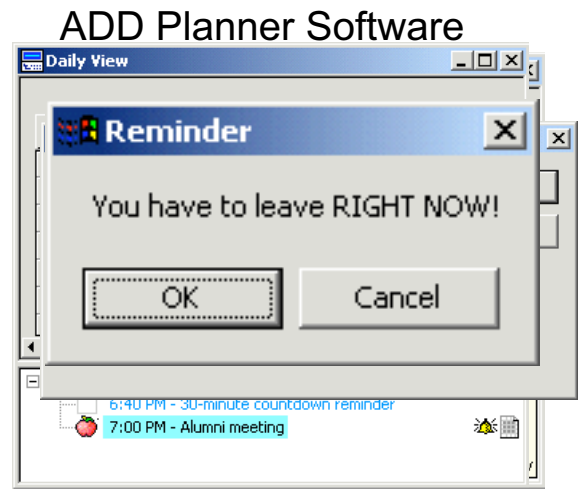 ADD Planner Software
Daily View
Reminder
You have to leave RIGHT NOW!
OK
Cancel
6:40 PM - 30-minute countdown reminder
7:00 PM - Alumni meeting